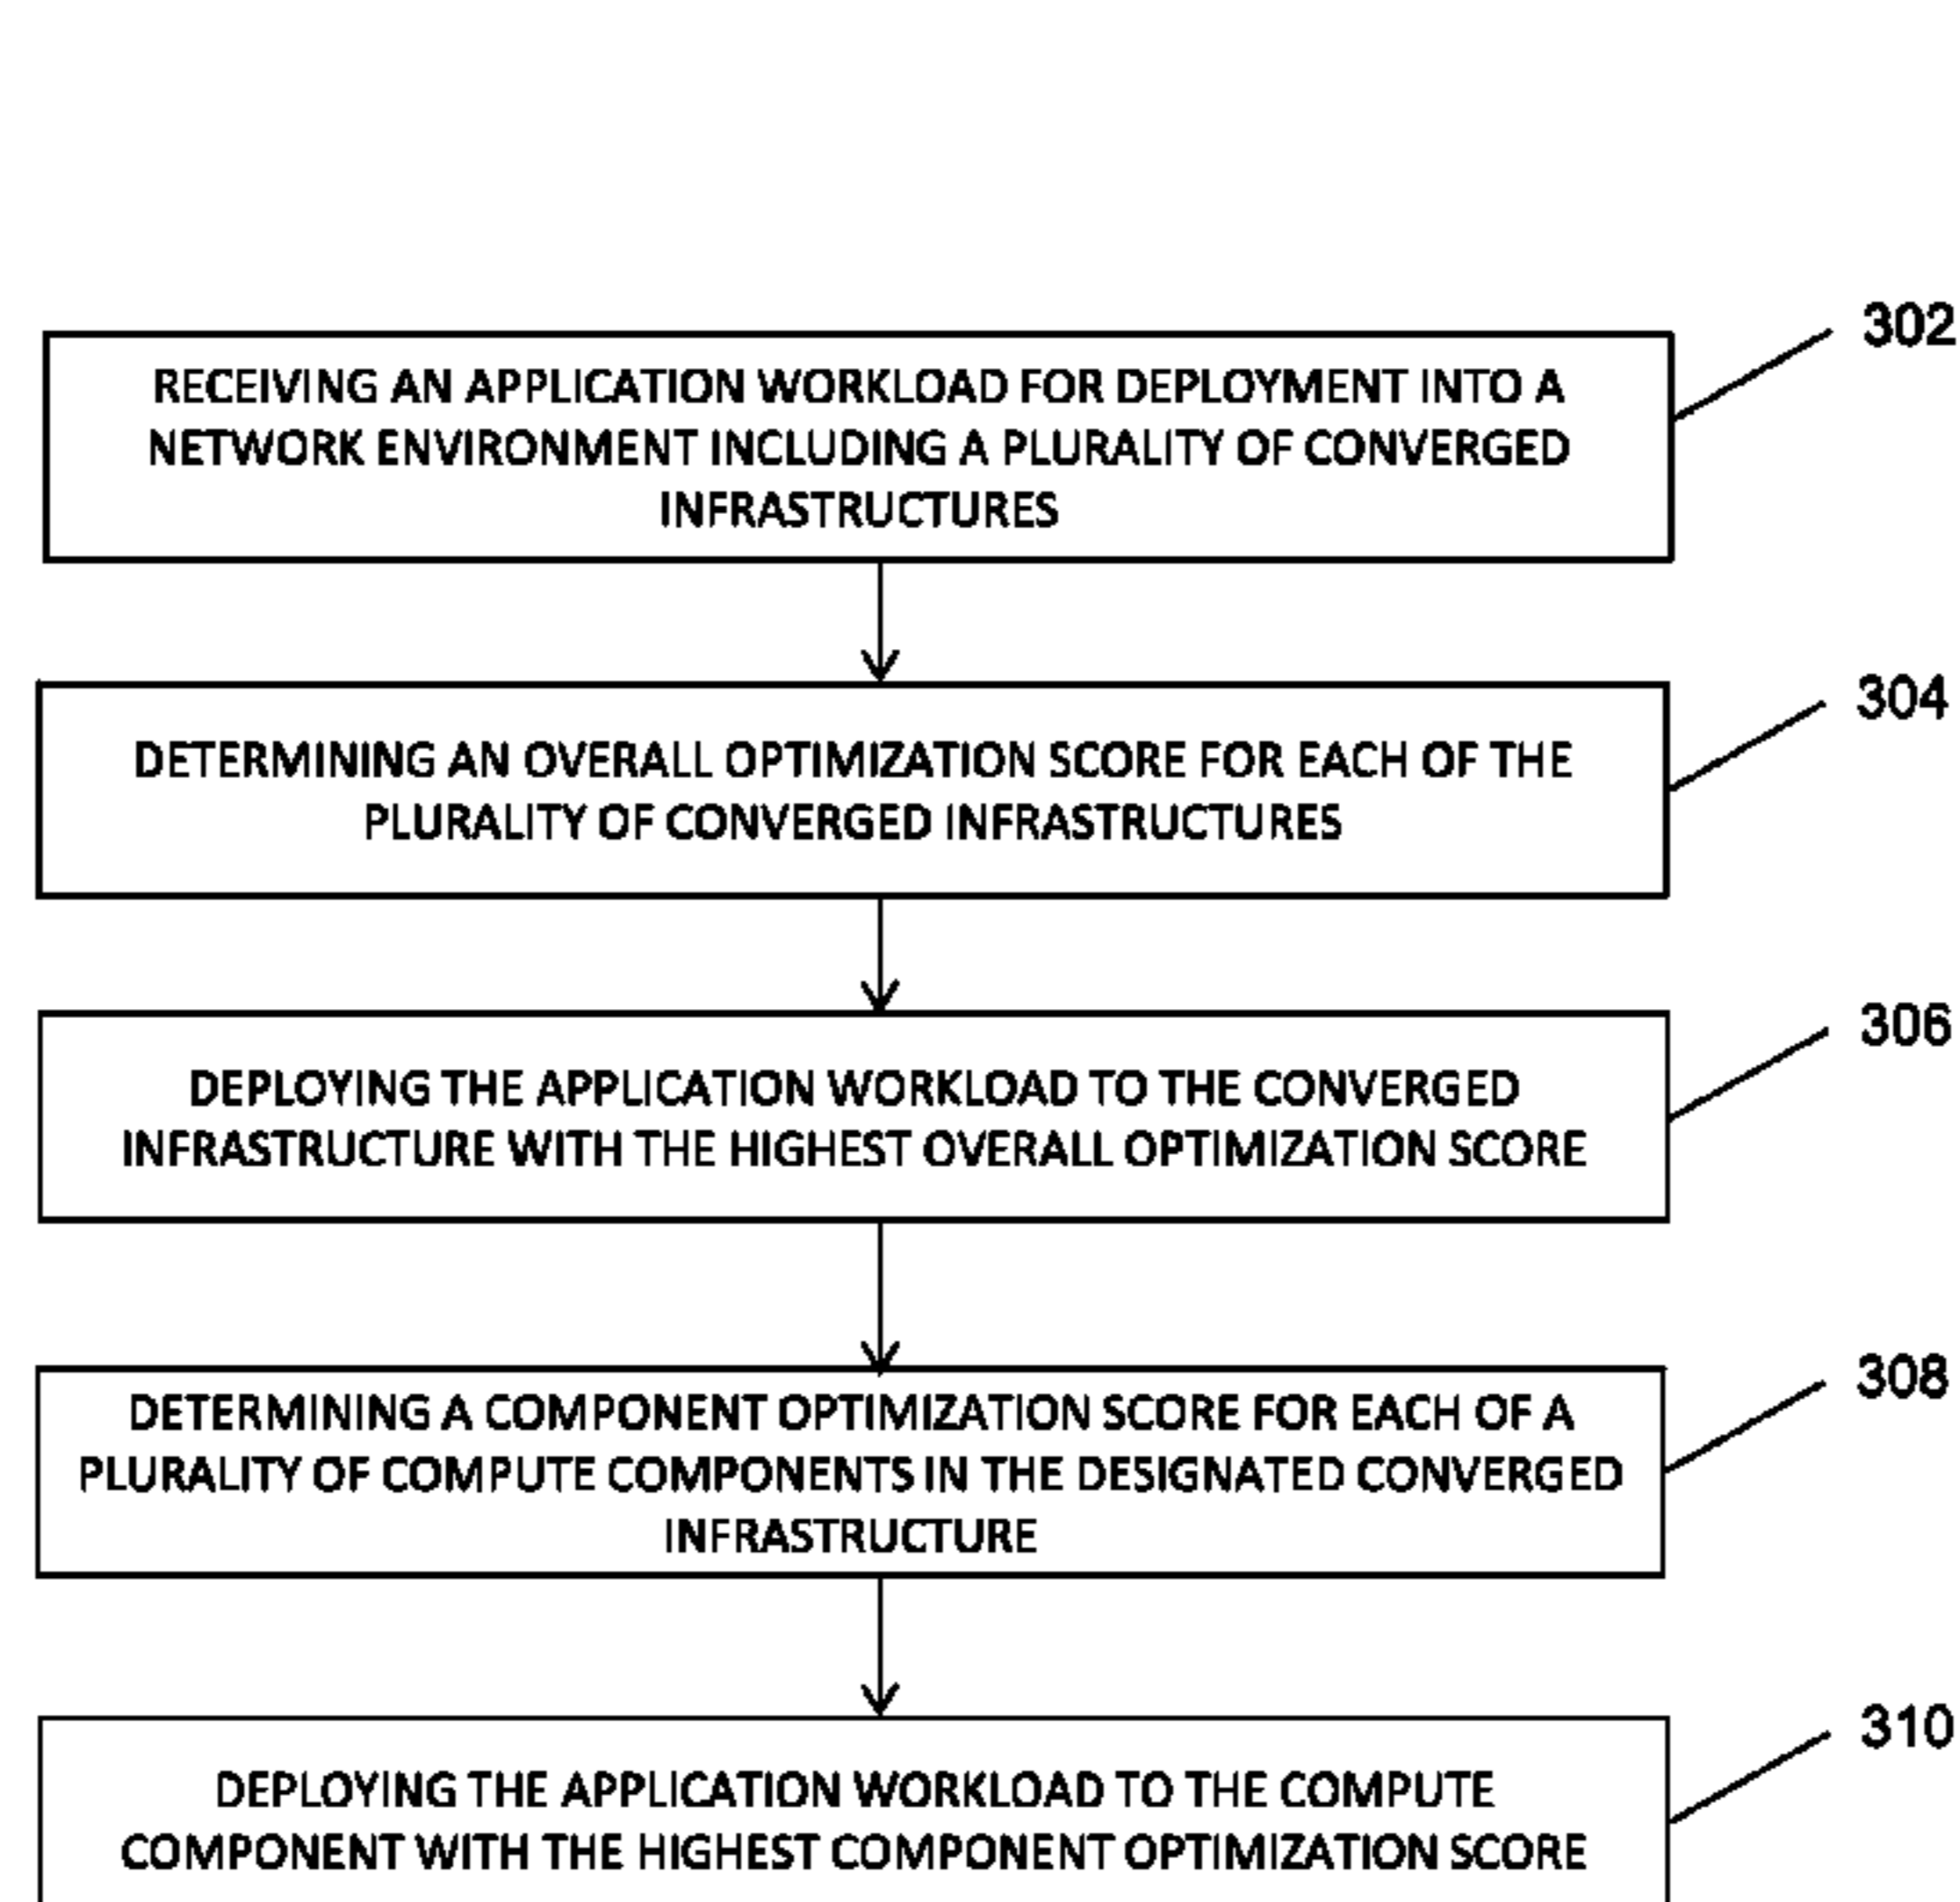 302
RECEIVING AN APPLICATION WORKLOAD FOR DEPLOYMENT INTO A
NETWORK ENVIRONMENT INCLUDING A PLURALITY OF CONVERGED
INFRASTRUCTURES
304
DETERMINING AN OVERALL OPTIMIZATION SCORE FOR EACH OF THE
PLURALITY OF CONVERGED INFRASTRUCTURES
306
DEPLOYING THE APPLICATION WORKLOAD TO THE CONVERGED
INFRASTRUCTURE WITH THE HIGHEST OVERALL OPTIMIZATION SCORE
308
DETERMINING A COMPONENT OPTIMIZATION SCORE FOR EACH OF A
PLURALITY OF COMPUTE COMPONENTS IN THE DESIGNATED CONVERGED
INFRASTRUCTURE
310
DEPLOYING THE APPLICATION WORKLOAD TO THE COMPUTE
COMPONENT WITH THE HIGHEST COMPONENT OPTIMIZATION SCORE